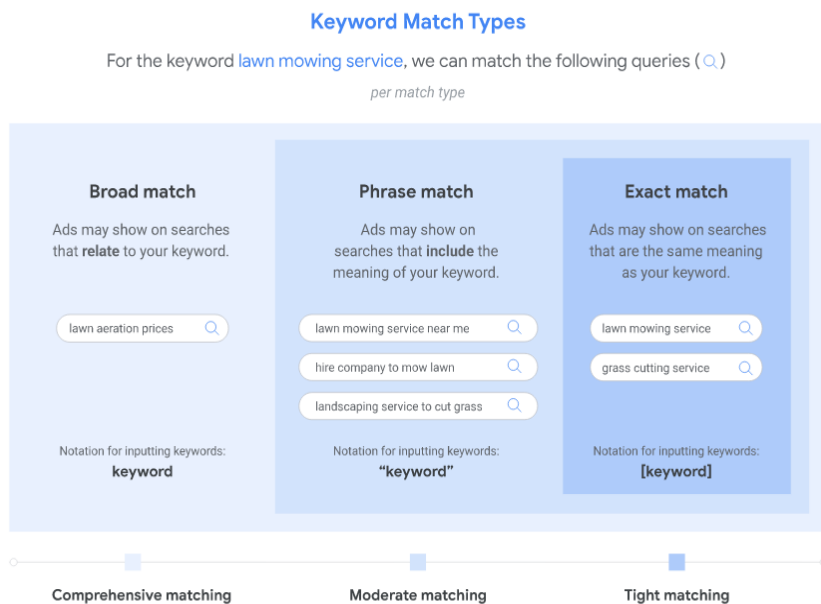 Keyword Match Types
For the keyword lawn mowing service, we can match the following queries ( )
per match type
Broad match
Ads may show on searches
that relate to your keyword.
lawn aeration prices
Notation for inputting keywords:
keyword
Phrase match
Ads may show on
searches that include the
meaning of your keyword.
lawn mowing service near me
hire company to mow lawn
landscaping service to cut grass
Notation for inputting keywords:
“keyword”
Exact match
Ads may show on searches
that are the same meaning
as your keyword.
lawn mowing service
grass cutting service
Notation for inputting keywords:
[keyword]
Comprehensive matching
Moderate matching
Tight matching